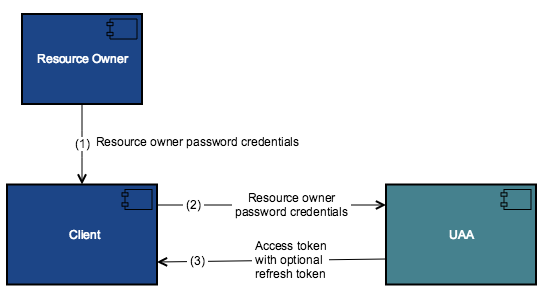 Resource Owner
(1) Resource owner password credentials
Client
(2) Resource owner
password credentials
UAA
Access token
(3) with optional
refresh token